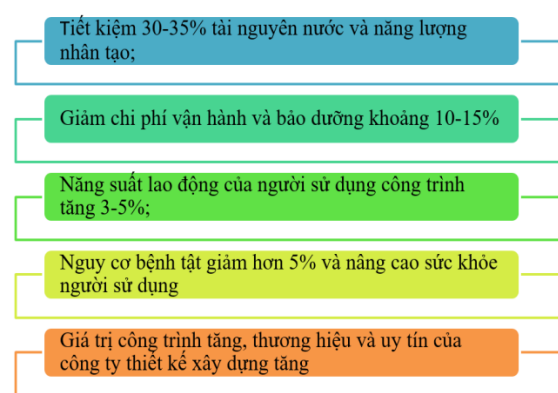 Tiết kiệm 30-35% tài nguyên nước và năng lượng
nhân tạo;
Giảm chi phí vận hành và bảo dưỡng khoảng 10-15%
Năng suất lao động của người sử dụng công trình
tăng 3-5%;
Nguy cơ bệnh tật giảm hơn 5% và nâng cao sức khỏe
người sử dụng
Giá trị công trình tăng, thương hiệu và uy tín của
công ty thiết kế xây dựng tăng